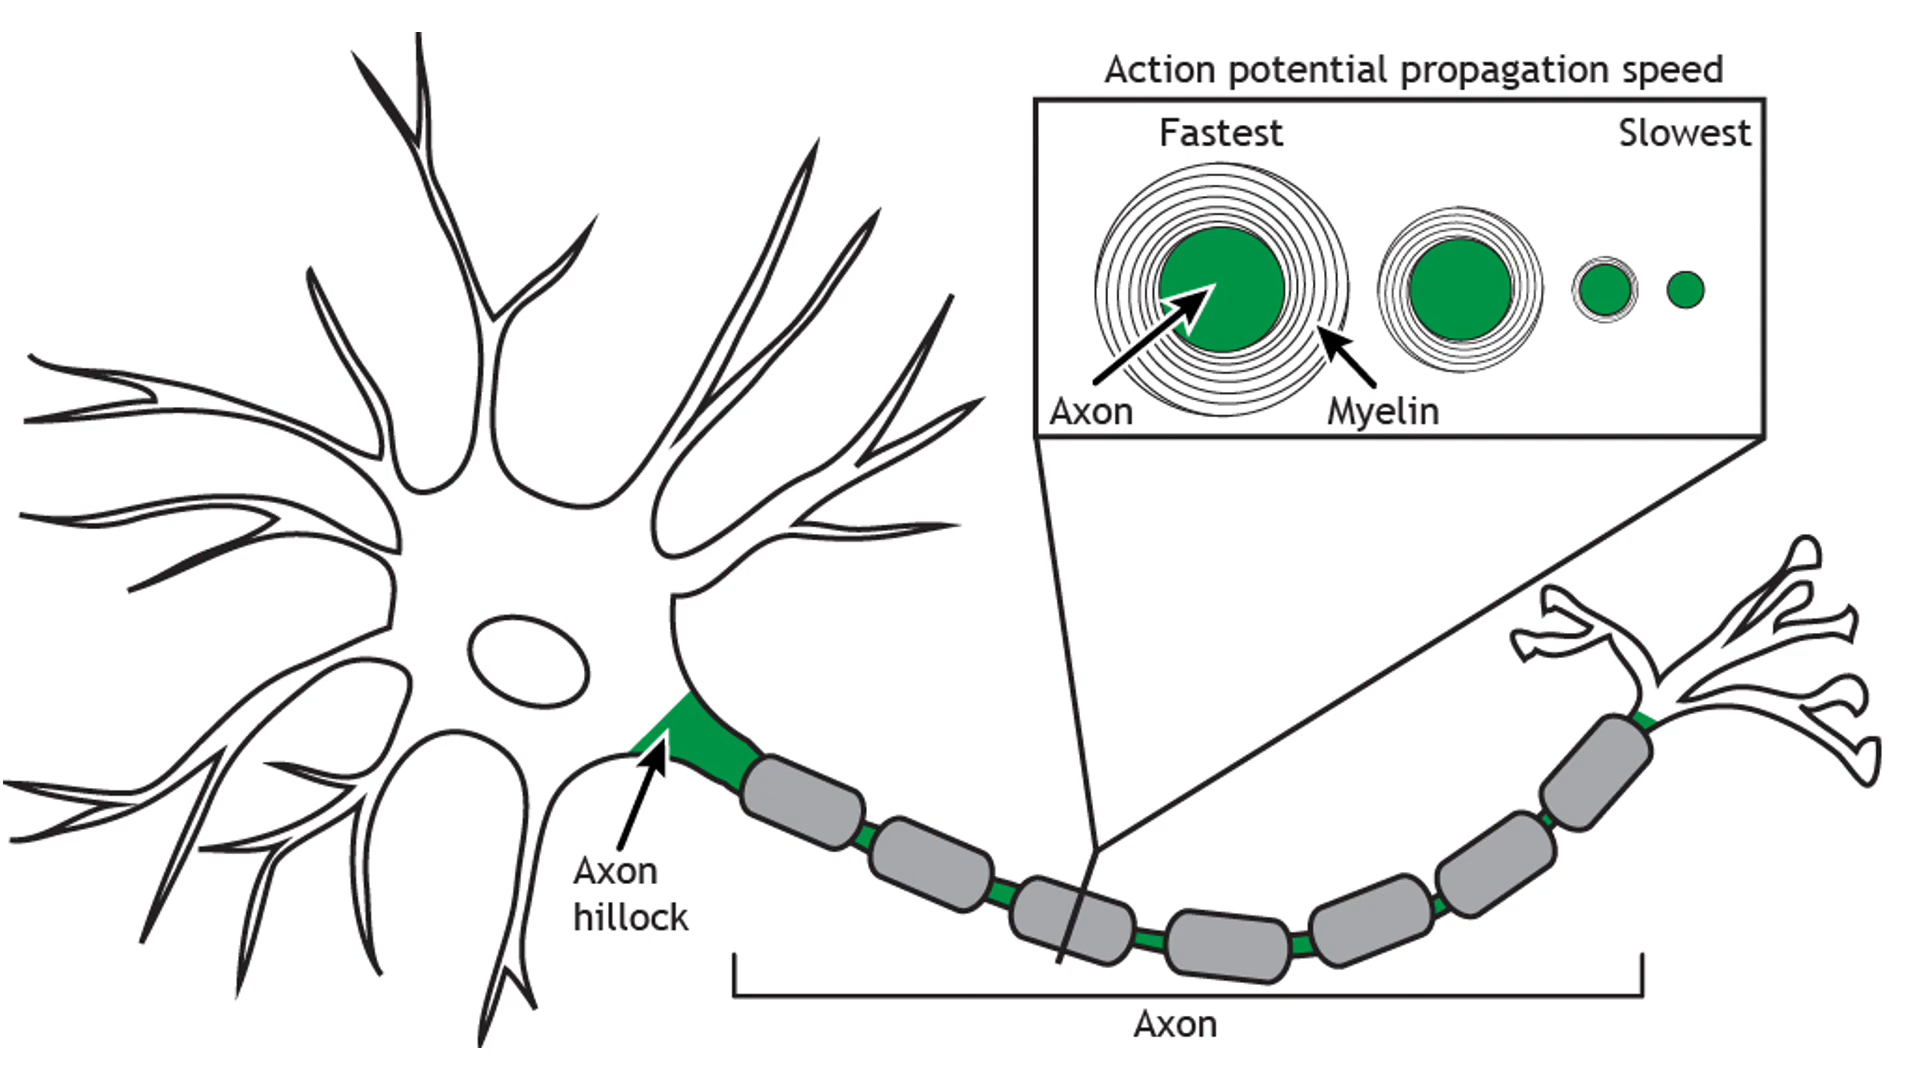 Action potential propagation speed
Fastest
Slowest
Axon
Myelin
Axon
hillock
Axon